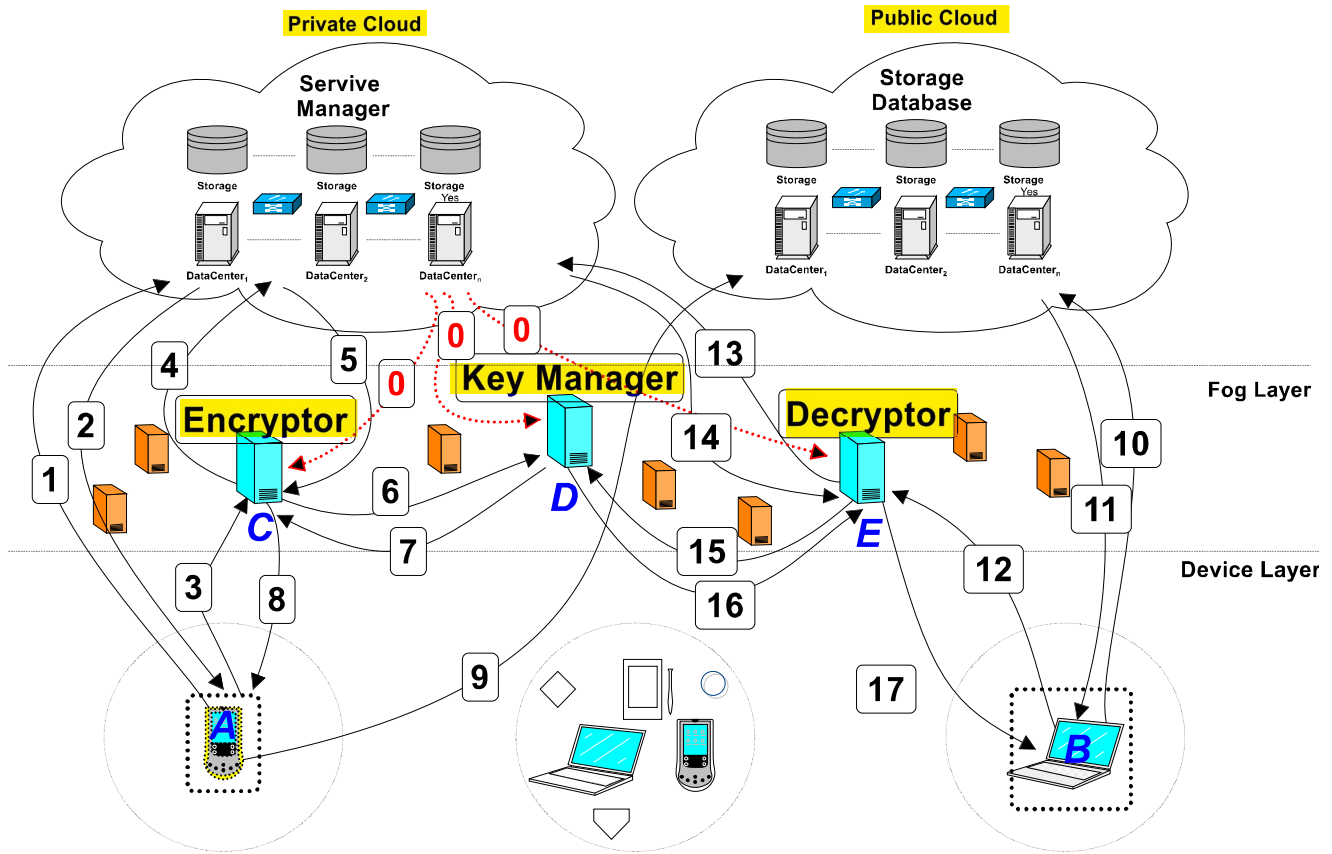 Private Cloud
Public Cloud
Servive
Manager
Storage
Database
Storage
Storage
Storage
Yes
Storage
Storage
Storage
Yes
DataCenter1
DataCenter2
DataCentern
DataCenter1
DataCenter2
DataCentern
0
0
0
4
5
13
Key Manager
Fog Layer
Encryptor
Decryptor
2
14
10
1
6
D
11
C
7
E
15
12
Device Layer
3
8
16
9
17
A
B